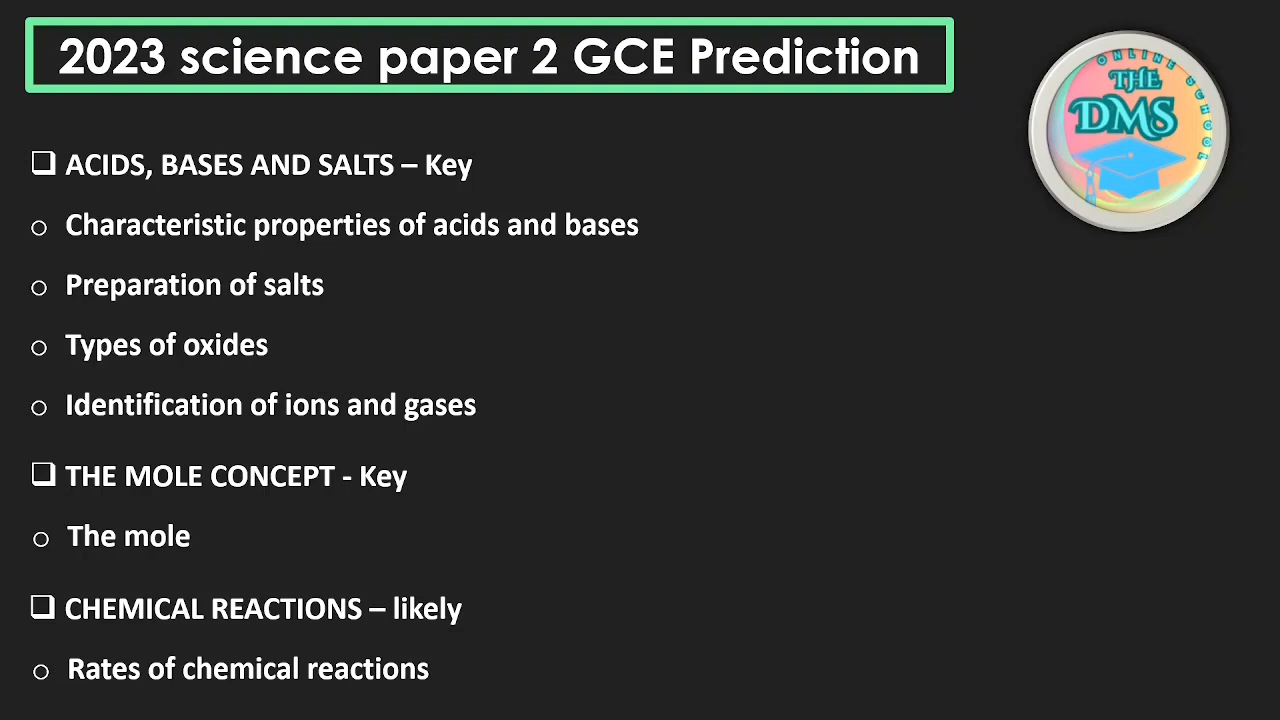 2023 science paper 2 GCE Prediction
ONLINE SCHOOL
THE
DMS
ACIDS, BASES AND SALTS – Key
Characteristic properties of acids and bases
Preparation of salts
Types of oxides
Identification of ions and gases
THE MOLE CONCEPT - Key
The mole
CHEMICAL REACTIONS – likely
Rates of chemical reactions